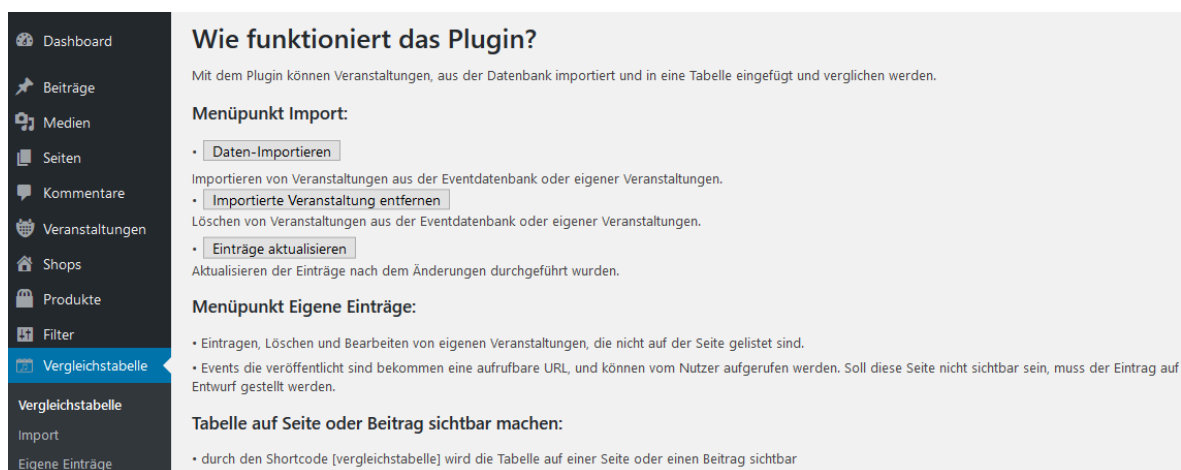 Dashboard
Beiträge
Medien
Seiten
Kommentare
Veranstaltungen
Shops
Produkte
Filter
Vergleichstabelle
Vergleichstabelle
Import
Eigene Einträge
Wie funktioniert das Plugin?
Mit dem Plugin können Veranstaltungen, aus der Datenbank importiert und in eine Tabelle eingefügt und verglichen werden.
Menüpunkt Import:
• Daten-Importieren
Importieren von Veranstaltungen aus der Eventdatenbank oder eigener Veranstaltungen.
• Importierte Veranstaltung entfernen
Löschen von Veranstaltungen aus der Eventdatenbank oder eigener Veranstaltungen.
• Einträge aktualisieren
Aktualisieren der Einträge nach dem Änderungen durchgeführt wurden.
Menüpunkt Eigene Einträge:
• Eintragen, Löschen und Bearbeiten von eigenen Veranstaltungen, die nicht auf der Seite gelistet sind.
• Events die veröffentlicht sind bekommen eine aufrufbare URL, und können vom Nutzer aufgerufen werden. Soll diese Seite nicht sichtbar sein, muss der Eintrag auf
Entwurf gestellt werden.
Tabelle auf Seite oder Beitrag sichtbar machen:
• durch den Shortcode [vergleichstabelle] wird die Tabelle auf einer Seite oder einen Beitrag sichtbar